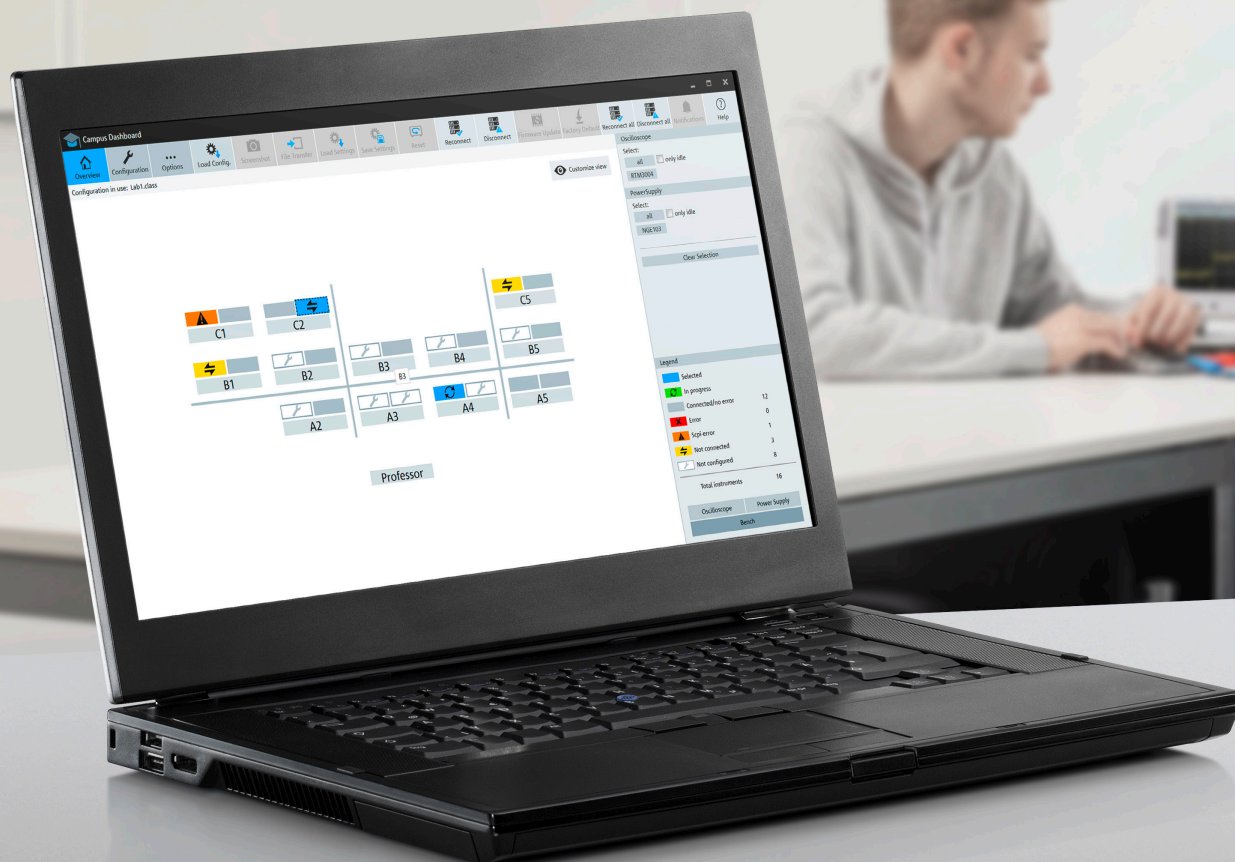 Campus Dashboard
Overview
Configuration
Options
Load Config.
Screenshot
File Transfer
Load Settings
Save Settings
Reset
Reconnect
Disconnect
Firmware Update
Factory Default
Reconnect all
Disconnect all
Notifications
Help
Configuration in use: Lab1.class
Customize view
C1
C2
C5
B1
B2
B3
B4
B5
B3
A2
A3
A4
A5
Professor
Oscilloscope
Select:
all only idle
RTM3004
PowerSupply
Select:
all only idle
NGE103
Clear Selection
Legend
Selected
In progress
Connected/no error 12
Error 0
Scpi-error 1
Not connected 3
Not configured 8
Total instruments 16
Oscilloscope Power Supply
Bench